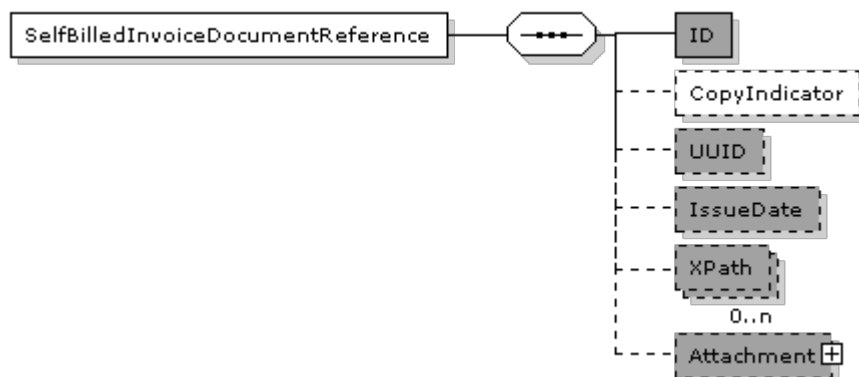 SelfBilledInvoiceDocumentReference
ID
CopyIndicator
UUID
IssueDate
XPath
0..n
Attachment